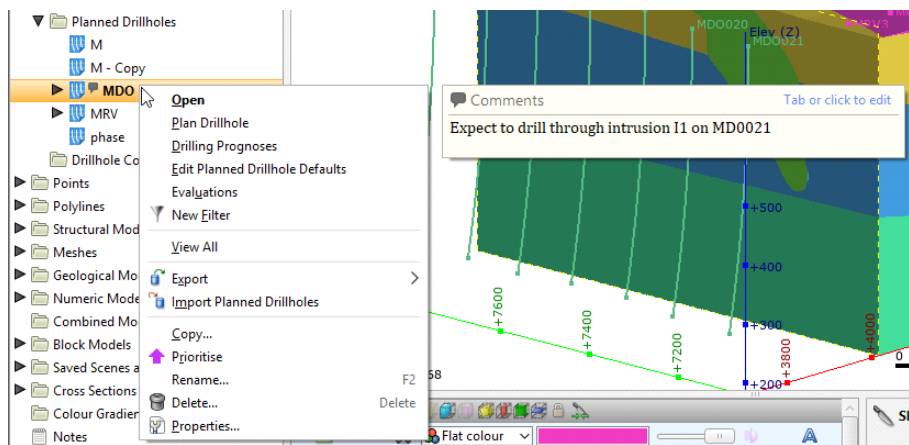 Planned Drillholes
M
M - Copy
MDO
MRV
phase
Drillhole Co
Points
Polylines
Structural Mod
Meshes
Geological Mo
Numeric Mode
Combined Mo
Block Models
Saved Scenes a
Cross Sections
Colour Gradien
Notes
Open
Plan Drillhole
Drilling Prognoses
Edit Planned Drillhole Defaults
Evaluations
New Filter
View All
Export
Import Planned Drillholes
Copy...
Prioritise
Rename... F2
Delete... Delete
Properties...
Comments Tab or click to edit
Expect to drill through intrusion I1 on MD0021
MDO020
Elev (Z)
MDO021
MRV3
+500
+400
+300
+200
+7600
+7400
+7200
+3800
+4000
0
68
Flat colour
A